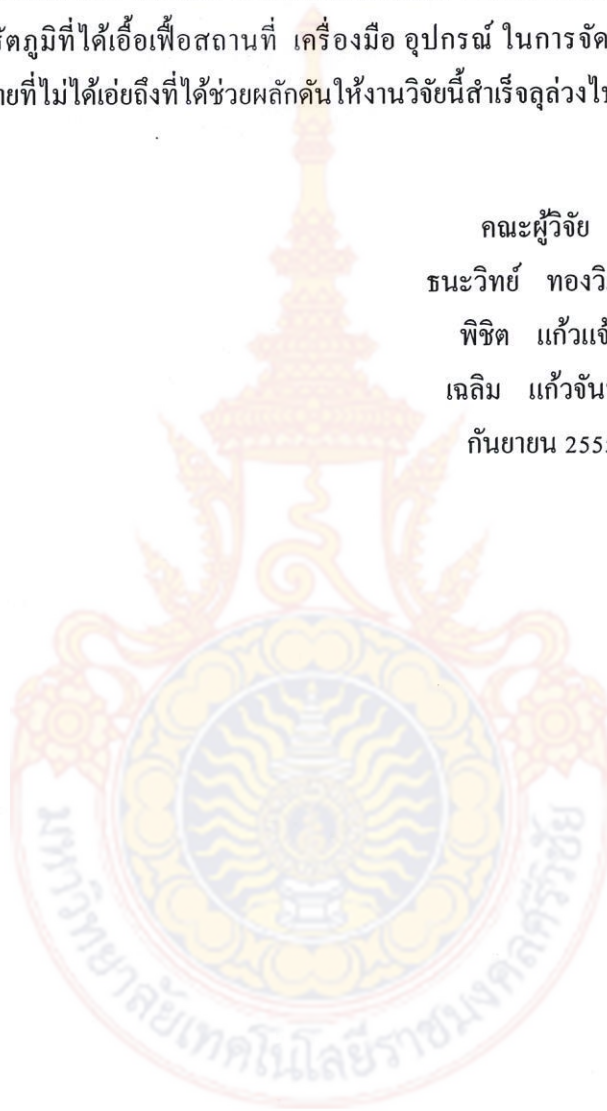 รัตภูมิที่ได้เอื้อเฟื้อสถานที่ เครื่องมือ อุปกรณ์ ในการจัด
ายที่ไม่ได้เอ่ยถึงที่ได้ช่วยผลักดันให้งานวิจัยนี้สำเร็จลุล่วงไป
คณะผู้วิจัย
ธนะวิทย์ ทองวิ
พิชิต แก้วแจ้
เฉลิม แก้วจัน
กันยายน 255
มหาวิทยาลัยเทคโนโลยีราชมงคลศรีวิชัย